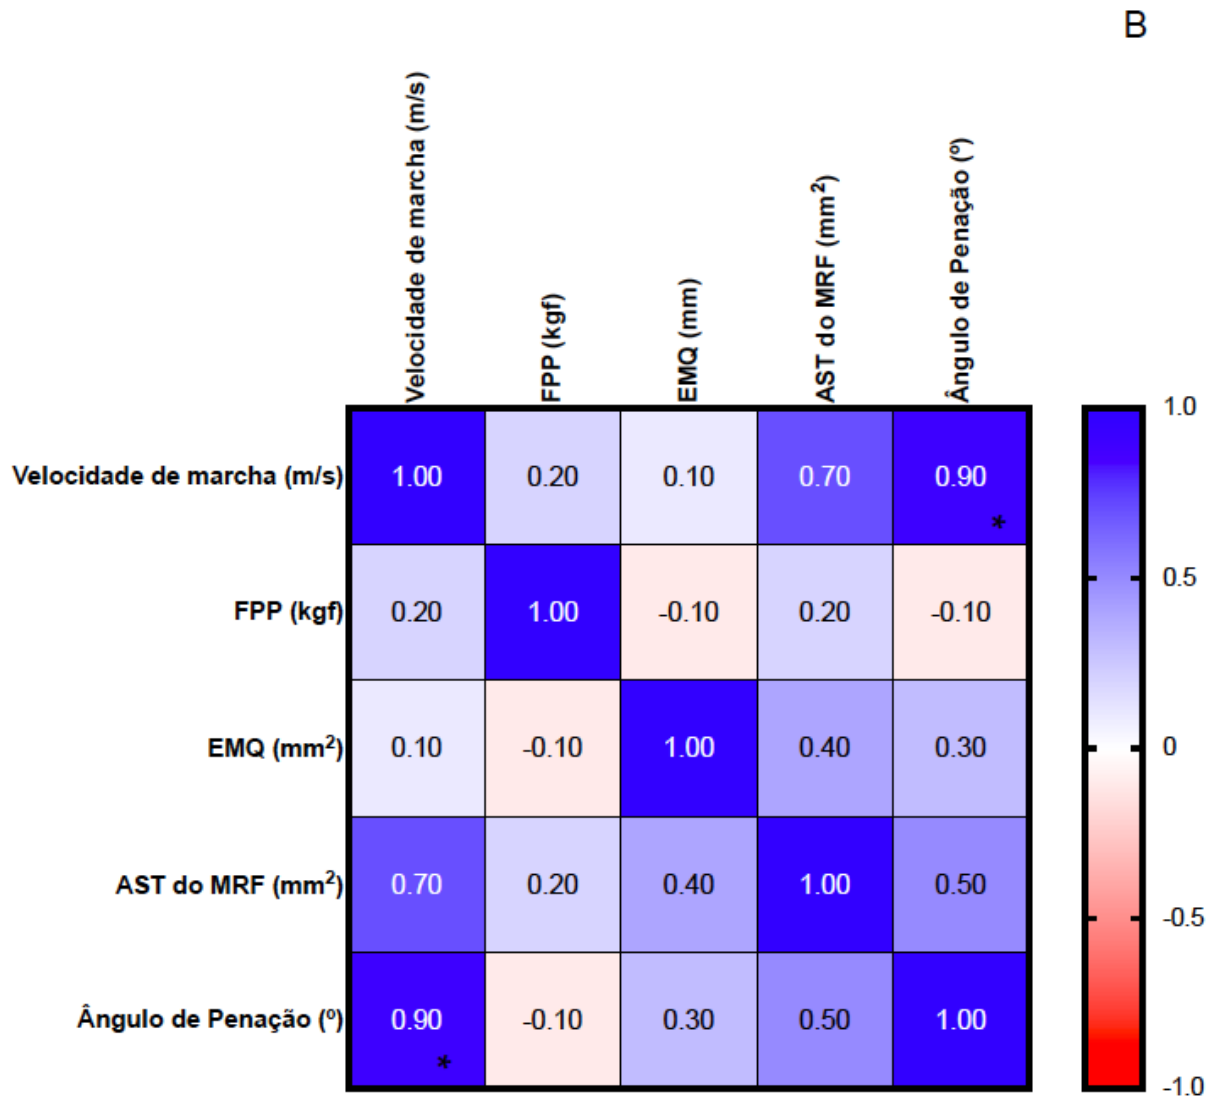 B
Velocidade de marcha (m/s)
FPP (kgf)
EMQ (mm)
AST do MRF (mm²)
Ângulo de Penação (º)
Velocidade de marcha (m/s) 1.00 0.20 0.10 0.70 0.90 *
FPP (kgf) 0.20 1.00 -0.10 0.20 -0.10
EMQ (mm²) 0.10 -0.10 1.00 0.40 0.30
AST do MRF (mm²) 0.70 0.20 0.40 1.00 0.50
Ângulo de Penação (º) 0.90 * -0.10 0.30 0.50 1.00
1.0
0.5
0
-0.5
-1.0